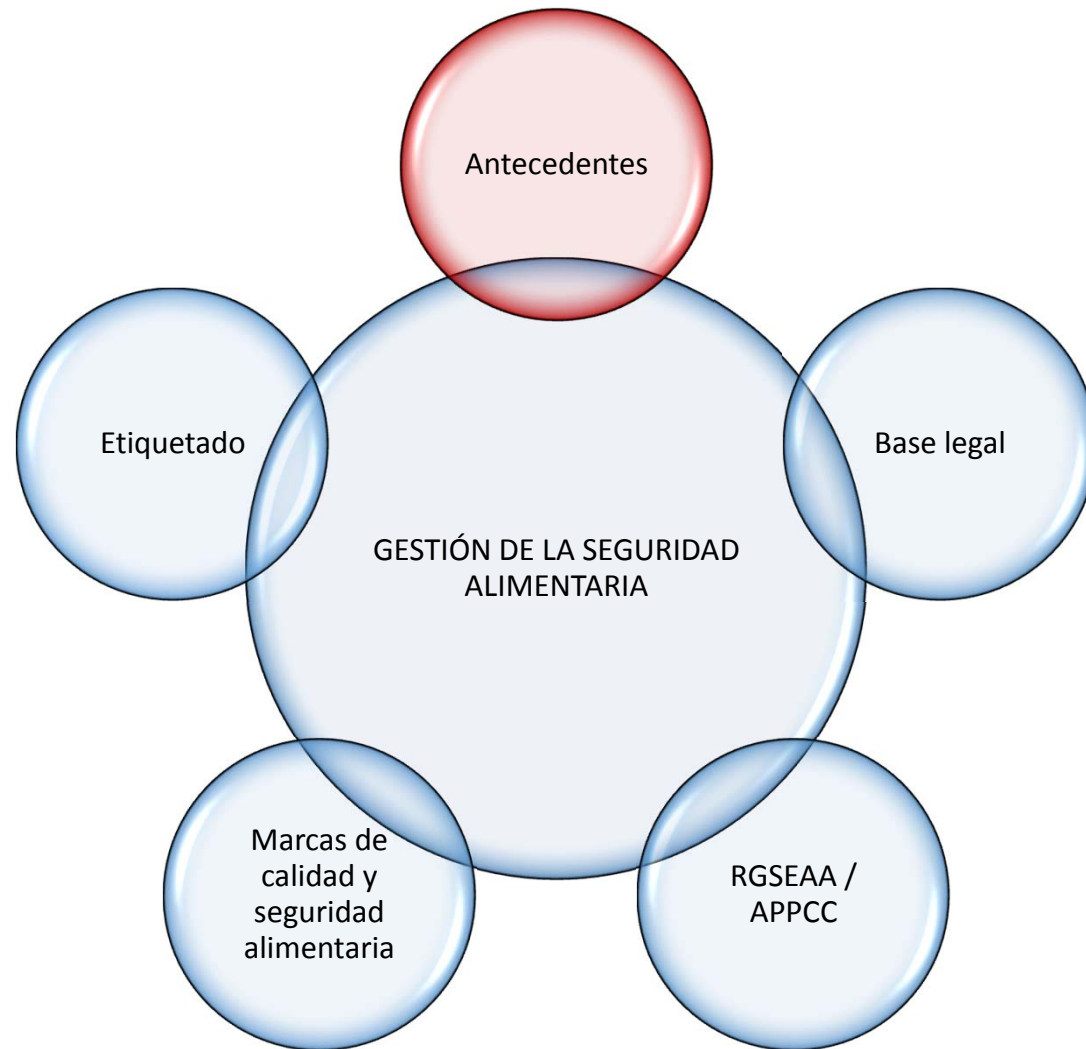 Antecedentes
Etiquetado
Base legal
GESTIÓN DE LA SEGURIDAD
ALIMENTARIA
Marcas de
calidad y
seguridad
alimentaria
RGSEAA /
APPCC